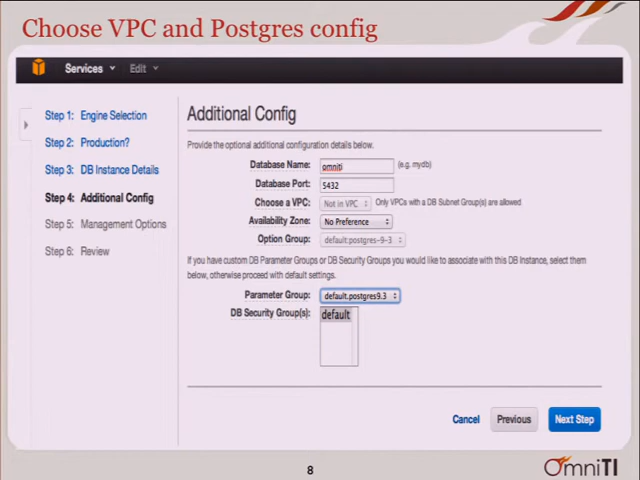 Choose VPC and Postgres config
Services Edit
Step 1: Engine Selection
Step 2: Production?
Step 3: DB Instance Details
Step 4: Additional Config
Step 5: Management Options
Step 6: Review
Additional Config
Provide the optional additional configuration details below.
Database Name: omniti (e.g. mydb)
Database Port: 5432
Choose a VPC: Not in VPC Only VPCs with a DB Subnet Group(s) are allowed.
Availability Zone: No Preference
Option Group: default:postgres-9-3
If you have custom DB Parameter Groups or DB Security Groups you would like to associate with this DB Instance, select them
below, otherwise proceed with default settings.
Parameter Group: default.postgres9.3
DB Security Group(s): default
Cancel Previous Next Step
8
OmniTI